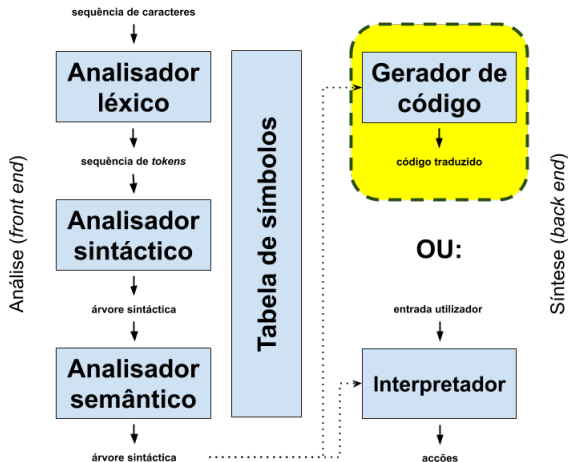 sequência de caracteres
Analisador
léxico
sequência de tokens
Analisador
sintáctico
árvore sintáctica
Analisador
semântico
árvore sintáctica
Análise (front end)
Tabela de símbolos
Gerador de
código
código traduzido
OU:
entrada utilizador
Interpretador
acções
Síntese (back end)